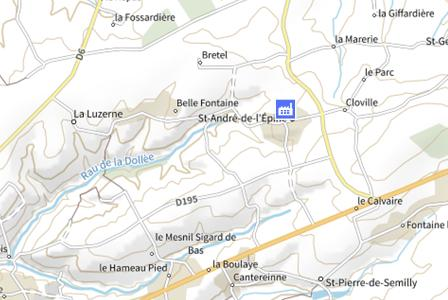 la Fossardière
la Giffardière
la Marerie
St-G
Bretel
D6
le Parc
Belle Fontaine
Cloville
La Luzerne
St-André-de-l'Épine
Rau de la Dollée
D195
le Calvaire
Fontaine
le Mesnil Sigard de
Bas
le Hameau Pied
la Boulaye
Cantereinne
St-Pierre-de-Semilly